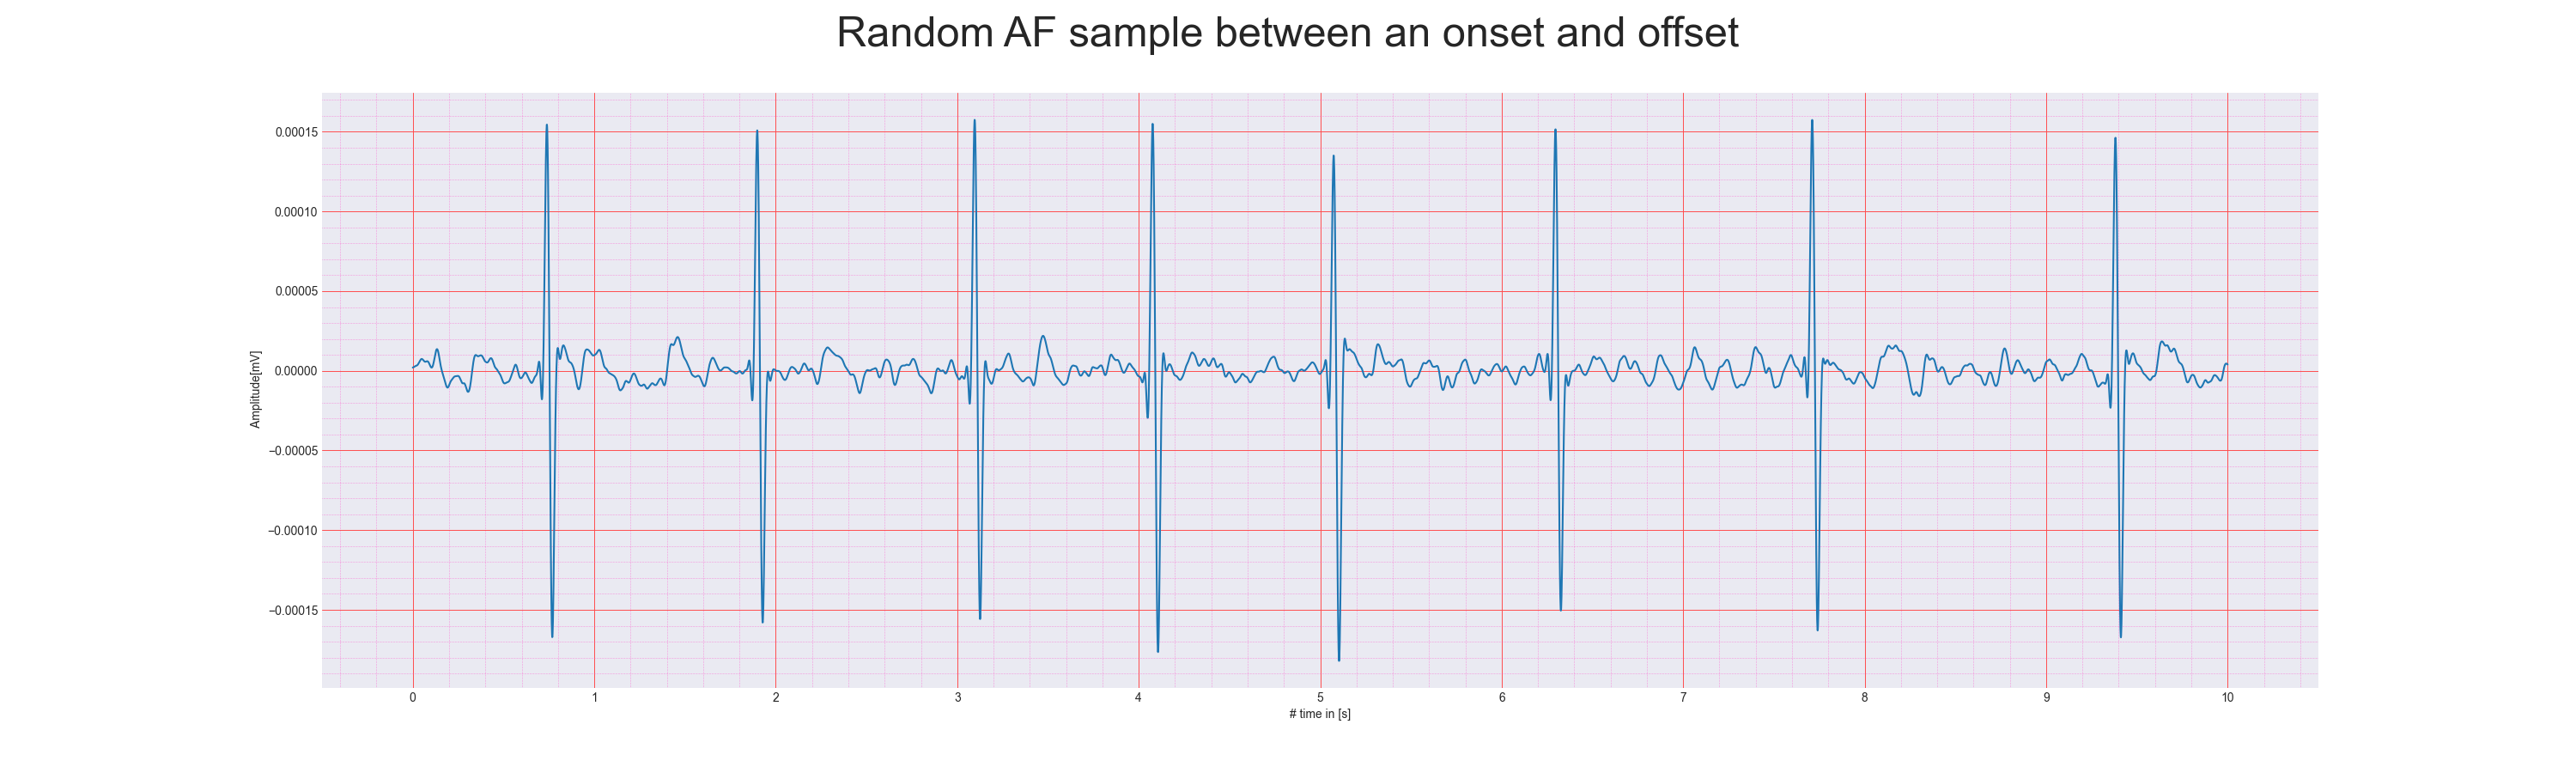 Random AF sample between an onset and offset
0.00015
0.00010
0.00005
0.00000
−0.00005
−0.00010
−0.00015
Amplitude[mV]
0 1 2 3 4 5 6 7 8 9 10
# time in [s]